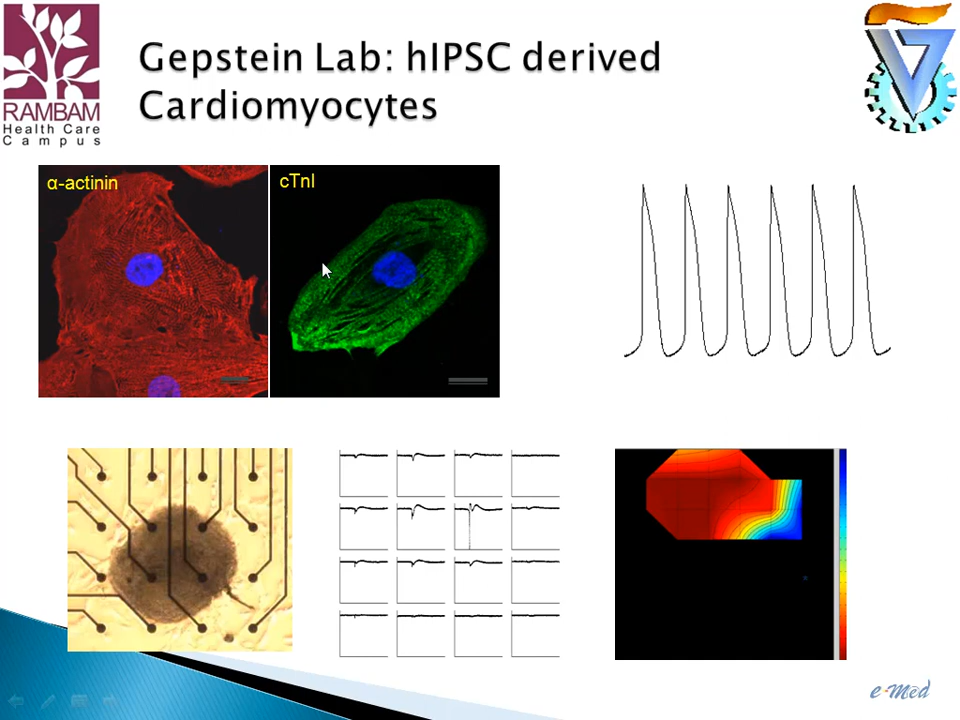 RAMBAM
Health Care
Campus
Gepstein Lab: hIPSC derived
Cardiomyocytes
α-actinin
cTnI
e-Med